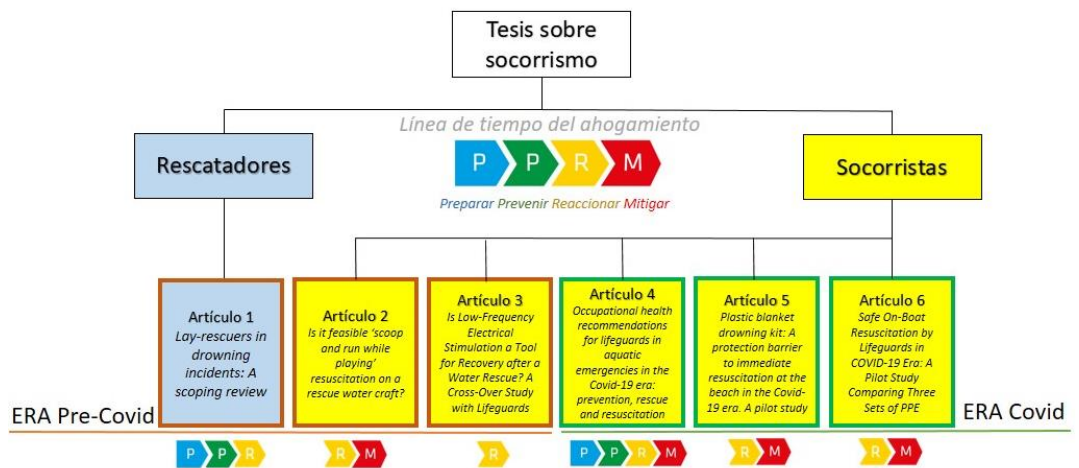 Tesis sobre
socorrismo
Línea de tiempo del ahogamiento
Rescatadores
P P R M
Socorristas
Preparar Prevenir Reaccionar Mitigar
Artículo 1
Lay-rescuers in
drowning
incidents: A
scoping review
Artículo 2
Is it feasible ‘scoop
and run while
playing’
resuscitation on a
rescue water craft?
Artículo 3
Is Low-Frequency
Electrical
Stimulation a Tool
for Recovery after a
Water Rescue? A
Cross-Over Study
with Lifeguards
Artículo 4
Occupational health
recommendations
for lifeguards in
aquatic
emergencies in the
Covid-19 era:
prevention, rescue
and resuscitation
Artículo 5
Plastic blanket
drowning kit: A
protection barrier
to immediate
resuscitation at the
beach in the Covid-
19 era. A pilot study
Artículo 6
Safe On-Boat
Resuscitation by
Lifeguards in
COVID-19 Era: A
Pilot Study
Comparing Three
Sets of PPE
ERA Pre-Covid
ERA Covid
P P R
R M
R
P P R M
R M
R M